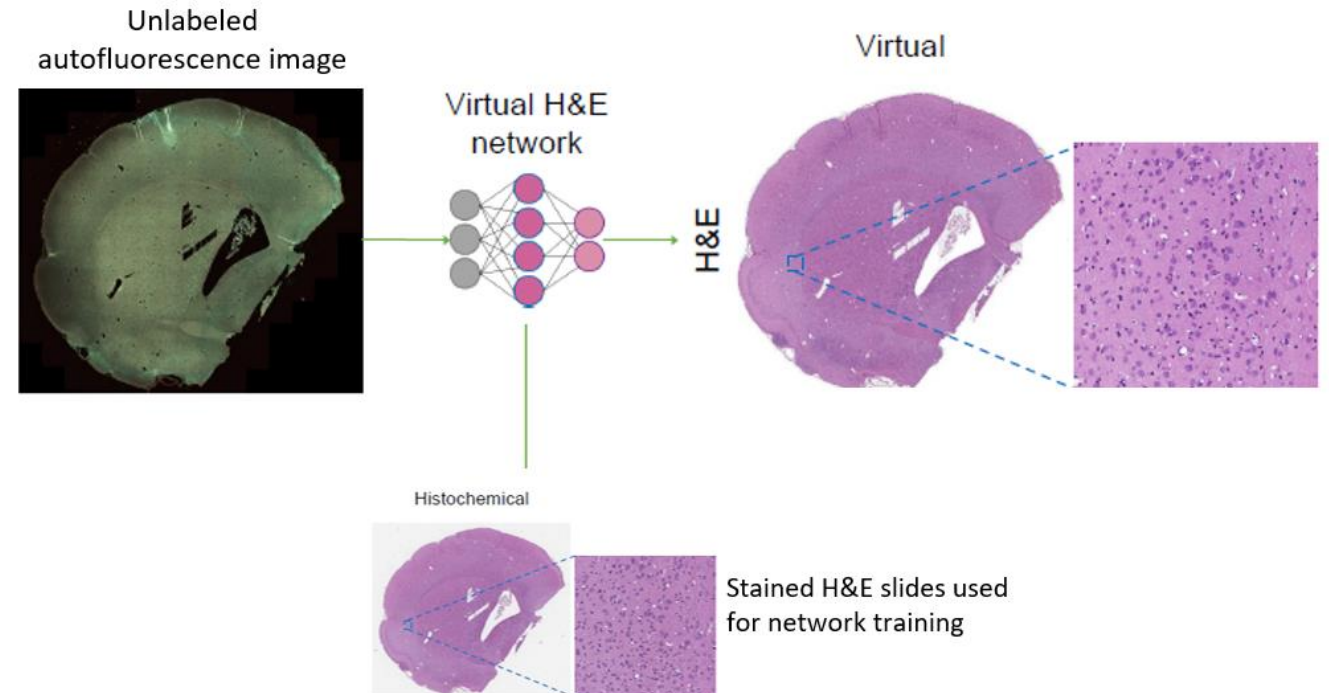 Unlabeled
autofluorescence image
Virtual H&E
network
Virtual
H&E
Histochemical
Stained H&E slides used
for network training